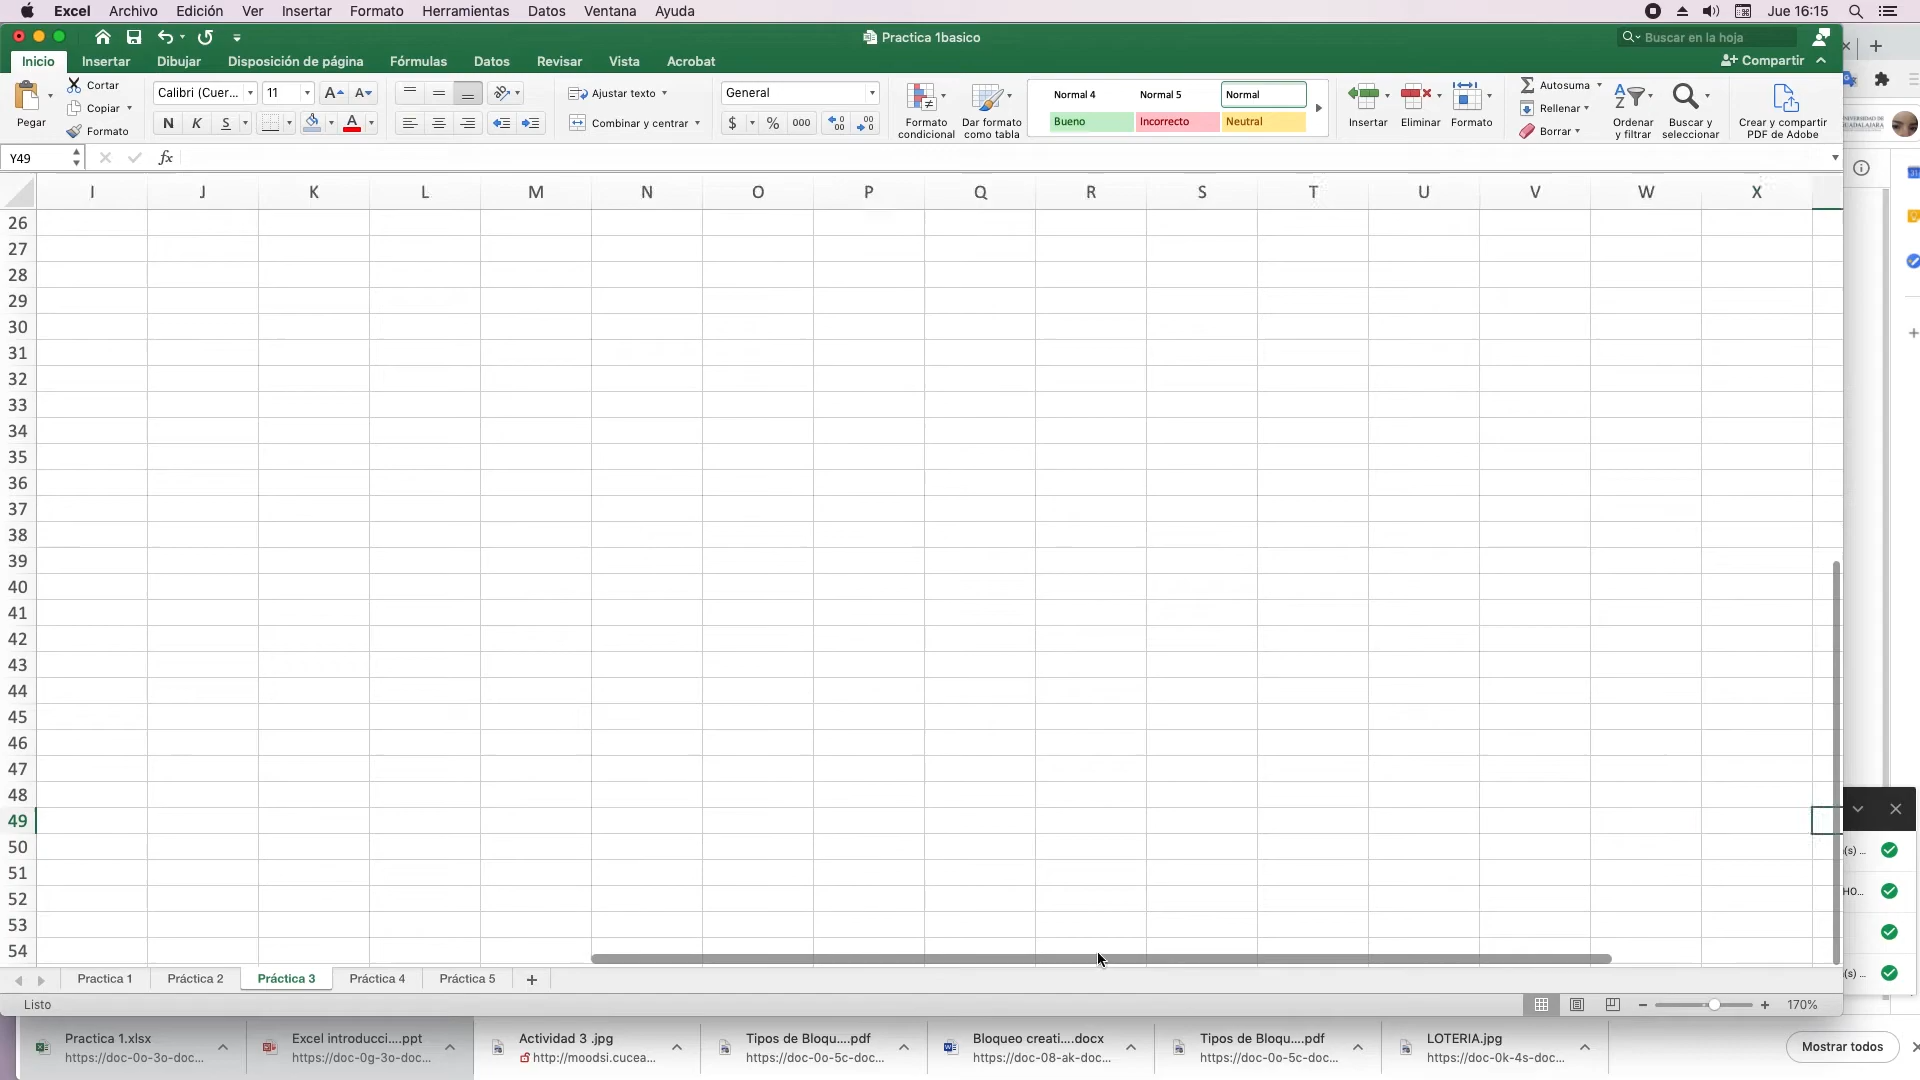 Excel Archivo Edición Ver Insertar Formato Herramientas Datos Ventana Ayuda Jue 16:15
Practica 1basico
Buscar en la hoja
Inicio Insertar Dibujar Disposición de página Fórmulas Datos Revisar Vista Acrobat Compartir
Pegar
Cortar
Copiar
Formato
Calibri (Cuer... 11
N K S
Ajustar texto
Combinar y centrar
General
$ % 000
Formato condicional
Dar formato como tabla
Normal 4 Normal 5 Normal
Bueno Incorrecto Neutral
Insertar Eliminar Formato
Autosuma
Rellenar
Borrar
Ordenar y filtrar
Buscar y seleccionar
Crear y compartir PDF de Adobe
Y49 fx
I J K L M N O P Q R S T U V W X
26
27
28
29
30
31
32
33
34
35
36
37
38
39
40
41
42
43
44
45
46
47
48
49
50
51
52
53
54
(s) ...
HO...
(s) ...
Practica 1 Práctica 2 Práctica 3 Práctica 4 Práctica 5 +
Listo 170%
Practica 1.xlsx
https://doc-0o-3o-doc...
Excel introducci....ppt
https://doc-0g-3o-doc...
Actividad 3 .jpg
http://moodsi.cucea...
Tipos de Bloqu....pdf
https://doc-0o-5c-doc...
Bloqueo creati....docx
https://doc-08-ak-doc...
Tipos de Bloqu....pdf
https://doc-0o-5c-doc...
LOTERIA.jpg
https://doc-0k-4s-doc...
Mostrar todos